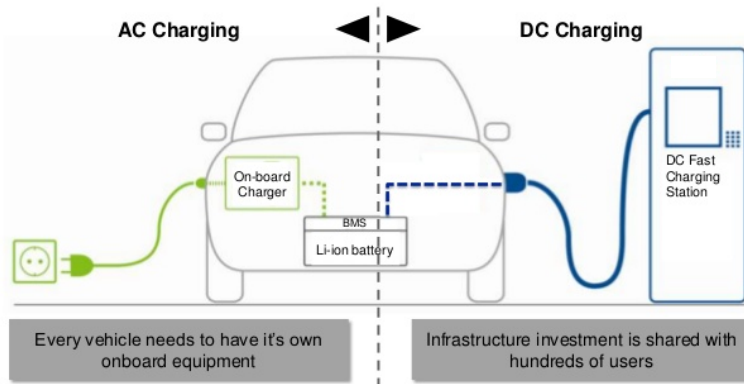 AC Charging
DC Charging
On-board
Charger
BMS
Li-ion battery
DC Fast
Charging
Station
Every vehicle needs to have it's own
onboard equipment
Infrastructure investment is shared with
hundreds of users